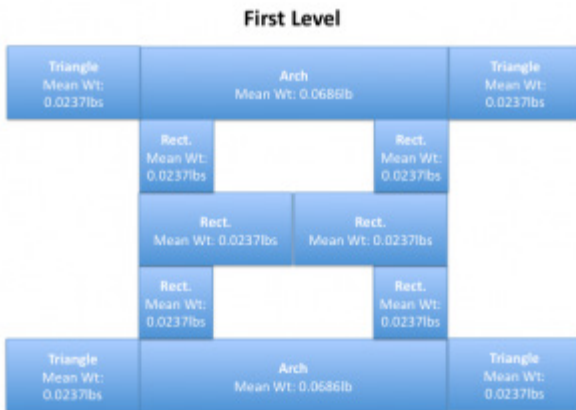 First Level
Triangle
Mean Wt:
0.0237lbs
Arch
Mean Wt: 0.0686lb
Triangle
Mean Wt:
0.0237lbs
Rect.
Mean Wt:
0.0237lbs
Rect.
Mean Wt:
0.0237lbs
Rect.
Mean Wt: 0.0237lbs
Rect.
Mean Wt: 0.0237lbs
Rect.
Mean Wt:
0.0237lbs
Rect.
Mean Wt:
0.0237lbs
Triangle
Mean Wt:
0.0237lbs
Arch
Mean Wt: 0.0686lb
Triangle
Mean Wt:
0.0237lbs